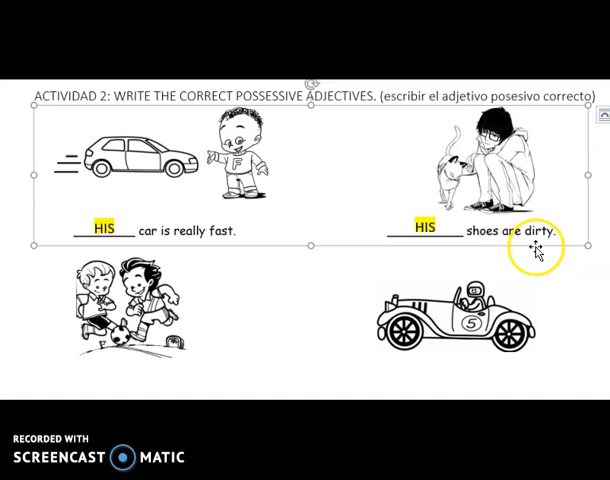 ACTIVIDAD 2: WRITE THE CORRECT POSSESSIVE ADJECTIVES. (escribir el adjetivo posesivo correcto)
F
HIS car is really fast.
HIS shoes are dirty.
5
RECORDED WITH
SCREENCAST MATIC